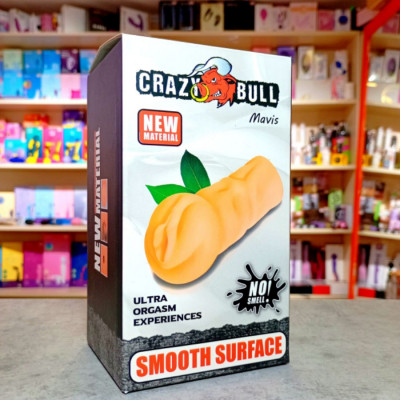 CRAZY BULL
Mavis
NEW
MATERIAL
NO!
SMELL
ULTRA
ORGASM
EXPERIENCES
SMOOTH SURFACE
NEW MATERIAL